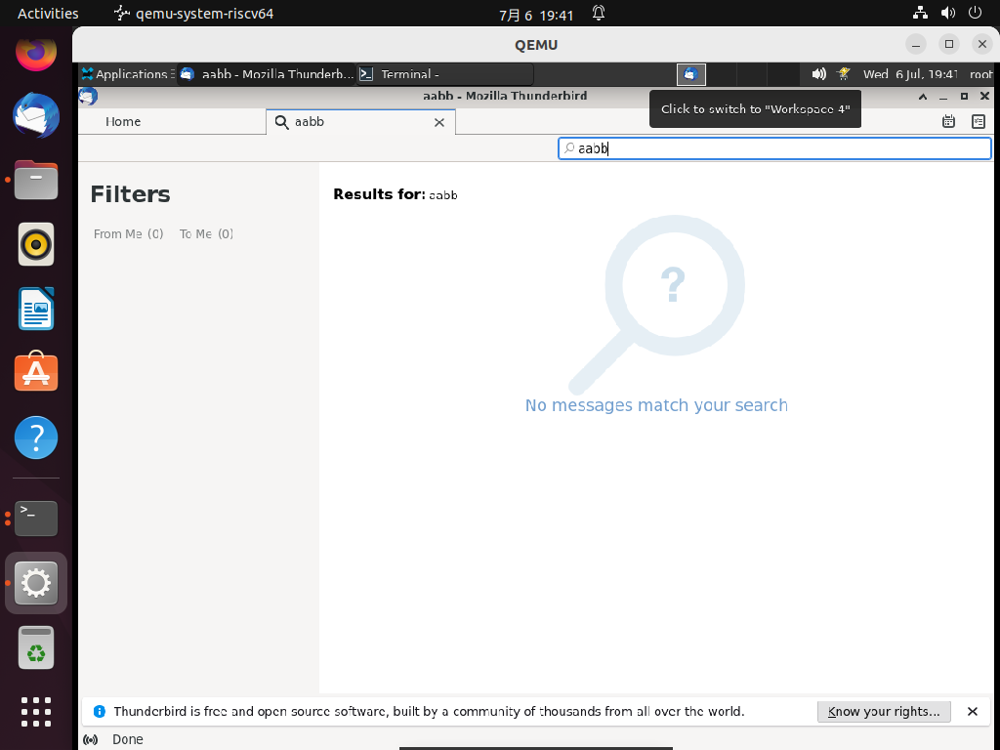 Activities qemu-system-riscv64 7月 6 19:41
QEMU
Applications aabb - Mozilla Thunderb... Terminal - Wed 6 Jul, 19:41 root
aabb - Mozilla Thunderbird
Click to switch to "Workspace 4"
Home aabb
aabb
Filters
From Me (0) To Me (0)
Results for: aabb
?
No messages match your search
Thunderbird is free and open source software, built by a community of thousands from all over the world. Know your rights...
Done